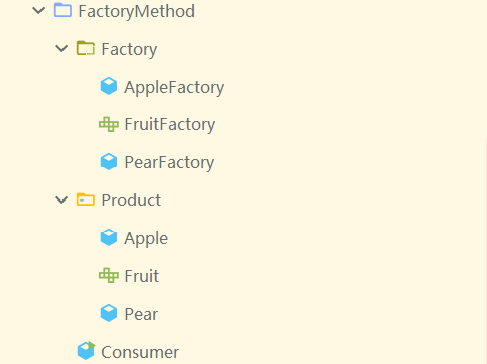 FactoryMethod
Factory
AppleFactory
FruitFactory
PearFactory
Product
Apple
Fruit
Pear
Consumer